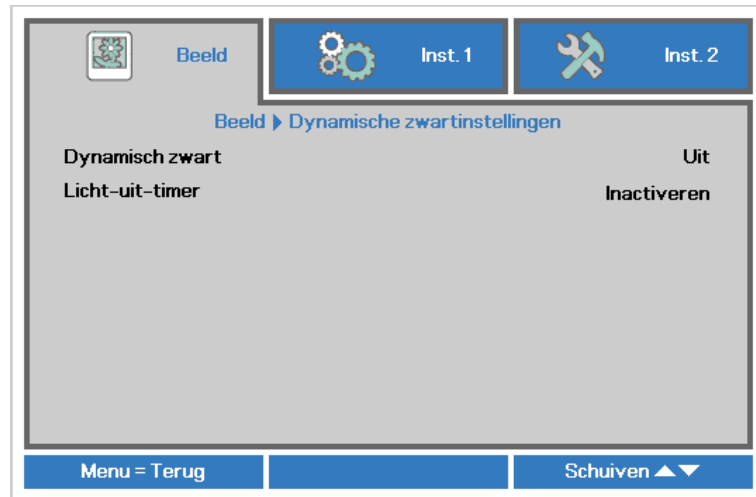 Beeld
Inst. 1
Inst. 2
Beeld ▶ Dynamische zwartinstellingen
Dynamisch zwart Uit
Licht-uit-timer Inactiveren
Menu = Terug
Schuiven ▲▼